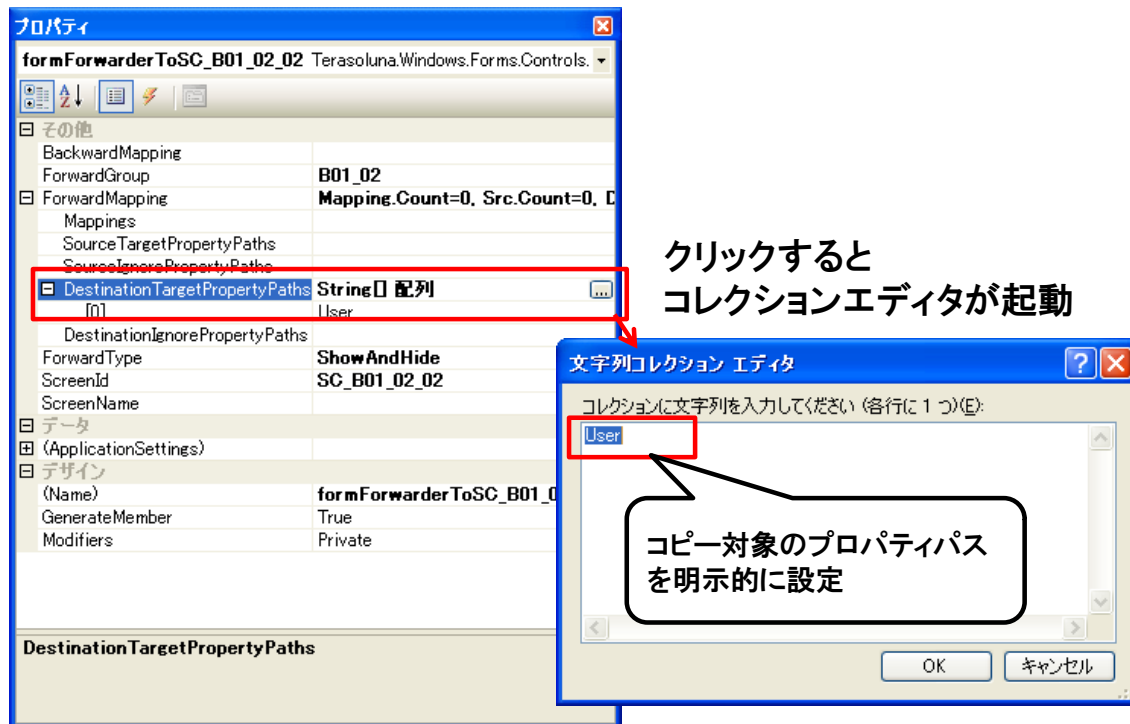 プロパティ
formForwarderToSC_B01_02_02 Terasoluna.Windows.Forms.Controls.
その他
BackwardMapping
ForwardGroup B01_02
ForwardMapping Mapping.Count=0, Src.Count=0, D
Mappings
SourceTargetPropertyPaths
SourceIgnorePropertyPaths
DestinationTargetPropertyPaths String[] 配列 ...
[0] User
DestinationIgnorePropertyPaths
ForwardType ShowAndHide
ScreenId SC_B01_02_02
ScreenName
データ
(ApplicationSettings)
デザイン
(Name) formForwarderToSC_B01_0
GenerateMember True
Modifiers Private
DestinationTargetPropertyPaths
クリックすると
コレクションエディタが起動
文字列コレクション エディタ
コレクションに文字列を入力してください (各行に 1 つ)(E):
User
コピー対象のプロパティパス
を明示的に設定
OK キャンセル